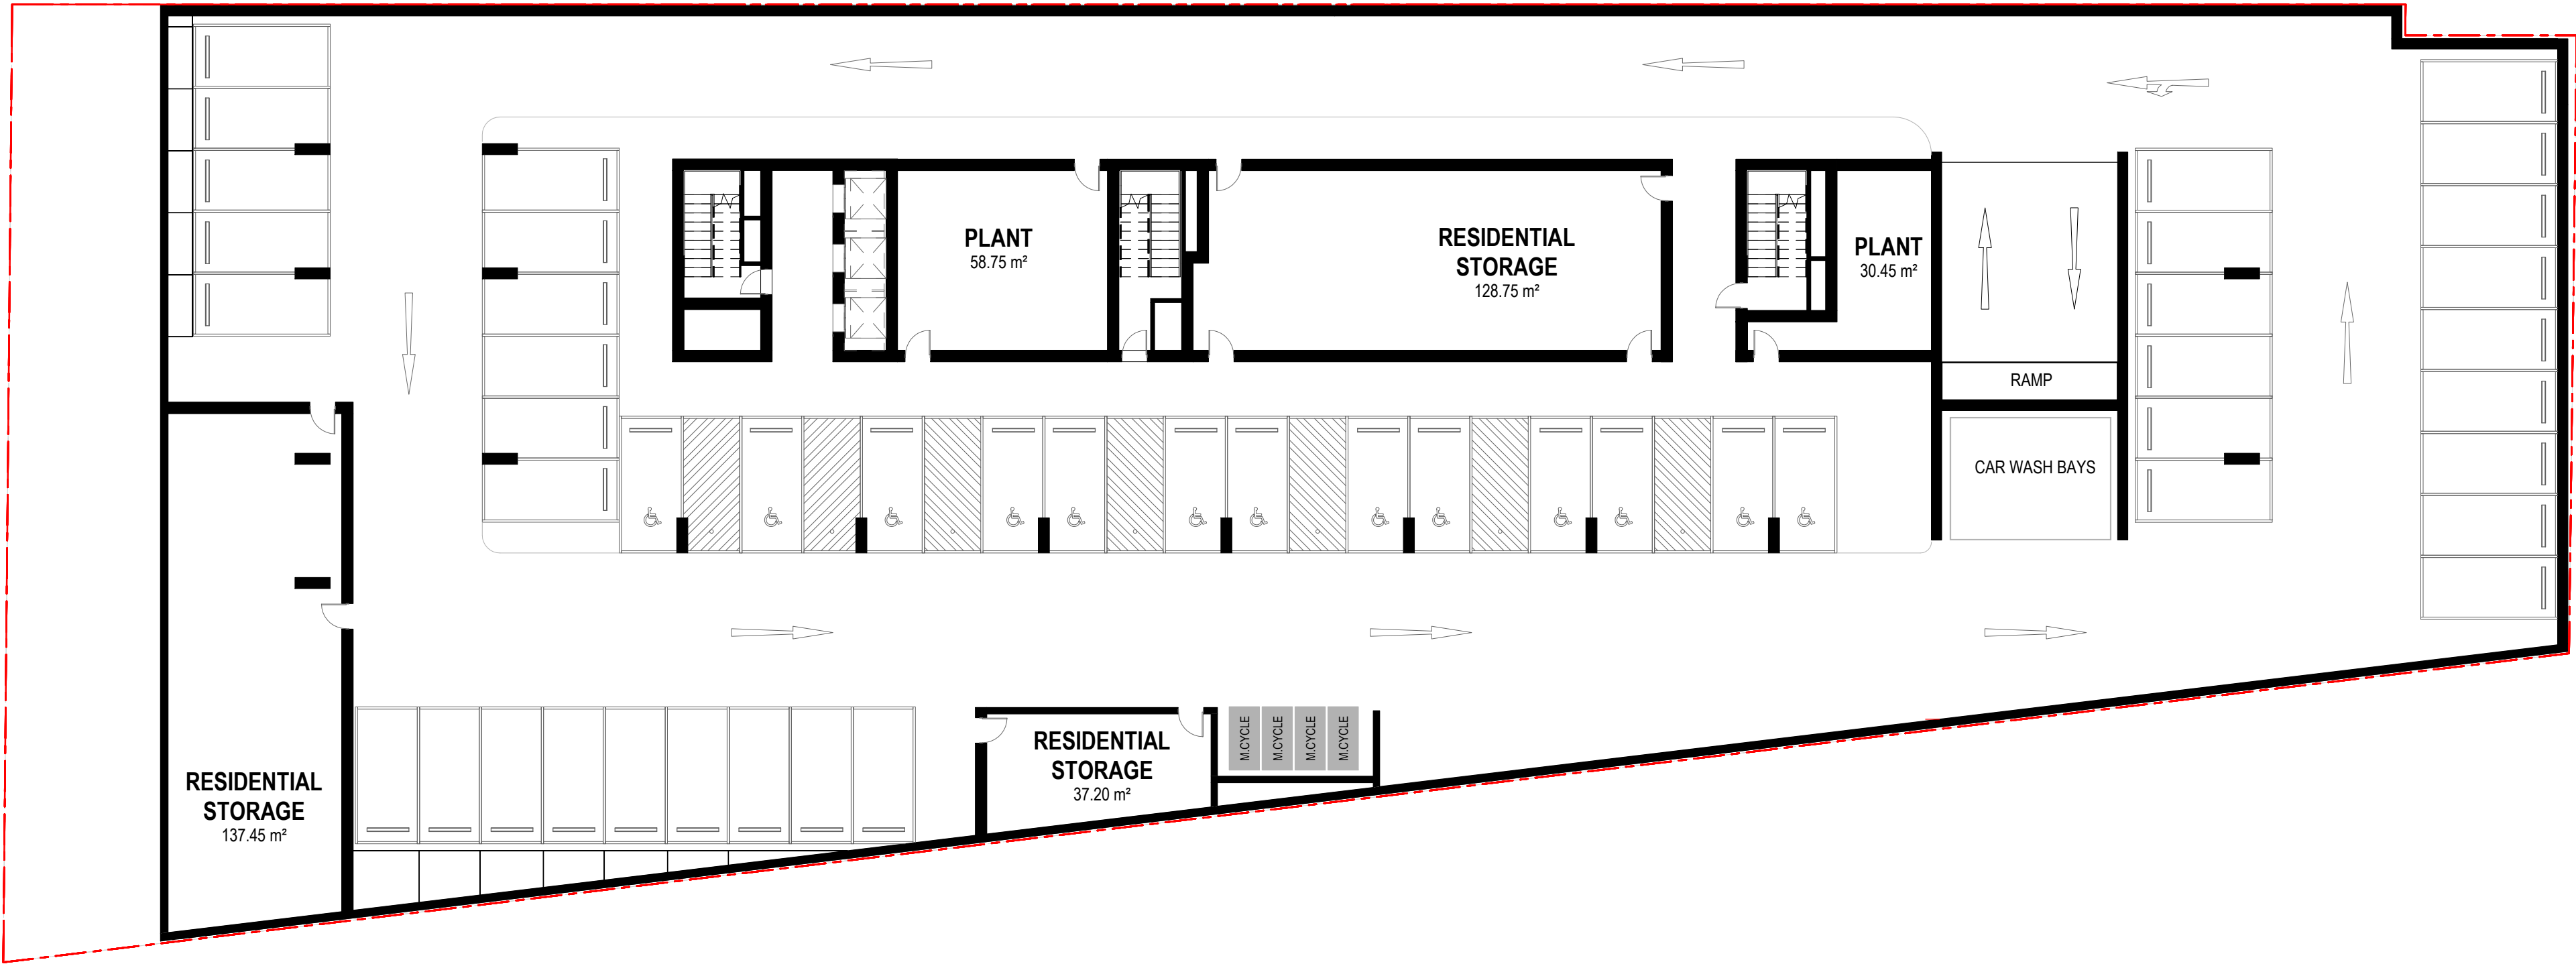 PLANT
58.75 m²
RESIDENTIAL
STORAGE
128.75 m²
PLANT
30.45 m²
RAMP
CAR WASH BAYS
RESIDENTIAL
STORAGE
137.45 m²
RESIDENTIAL
STORAGE
37.20 m²
M.CYCLE
M.CYCLE
M.CYCLE
M.CYCLE